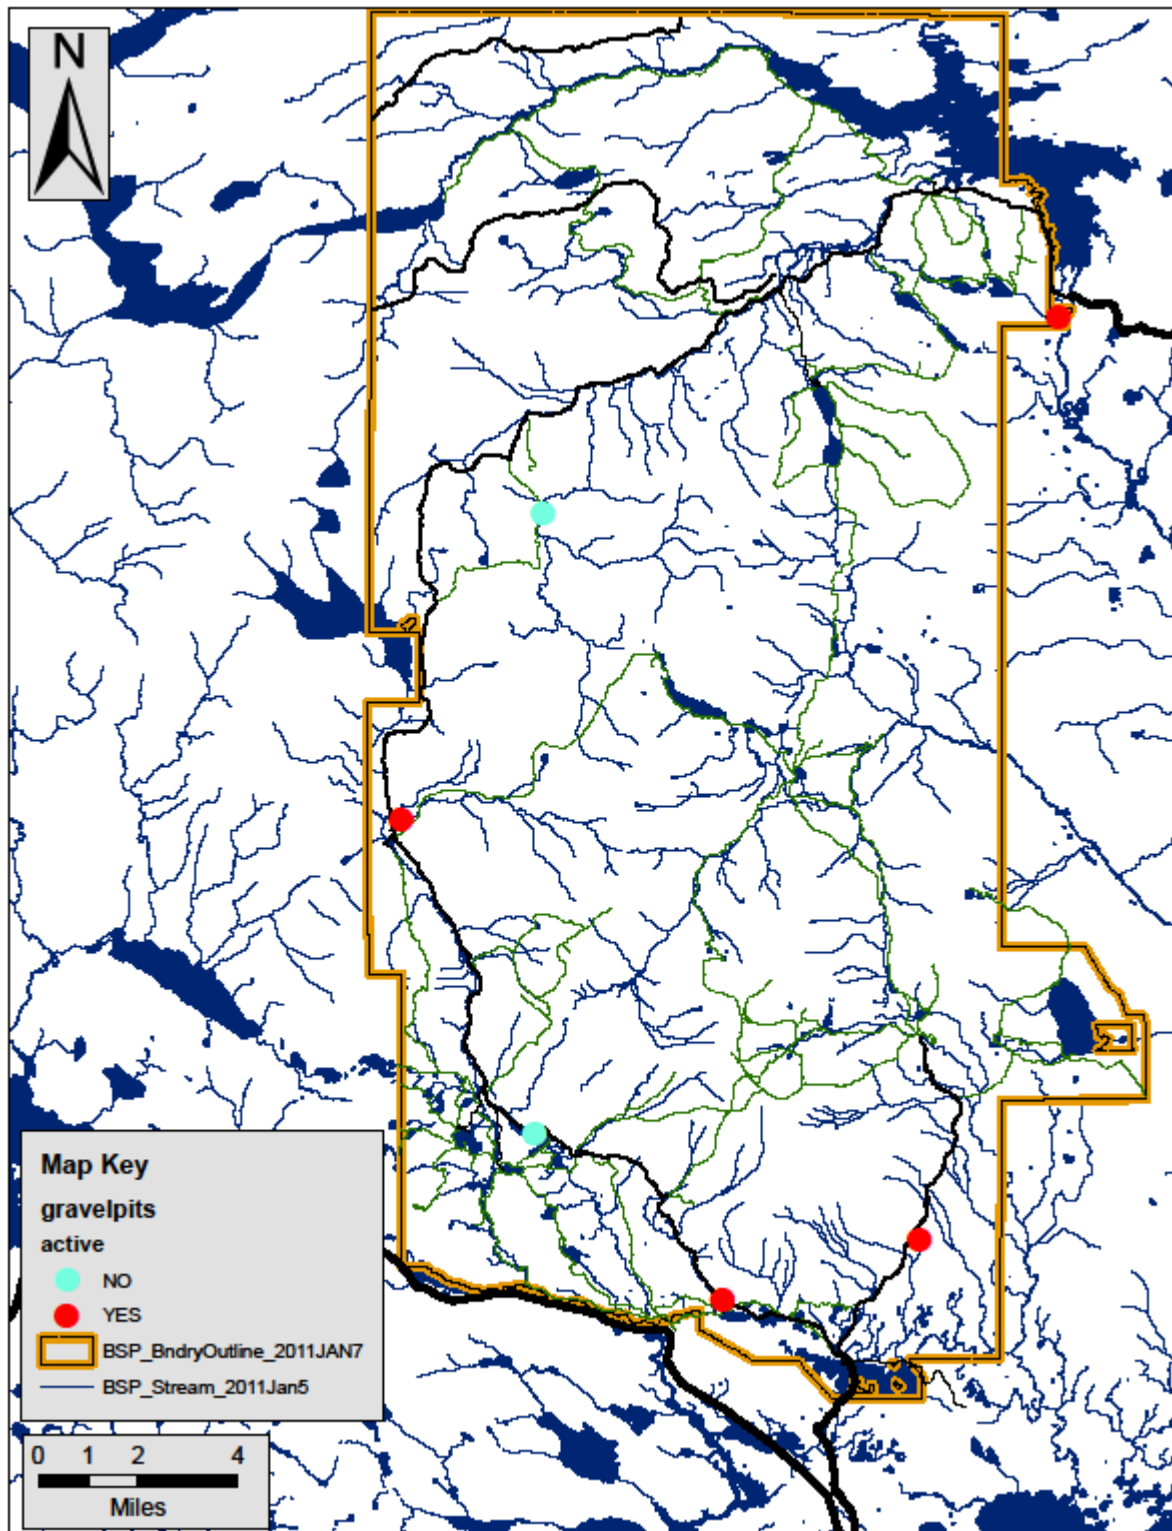 N
Map Key
gravelpits
active
NO
YES
BSP_BndryOutline_2011JAN7
BSP_Stream_2011Jan5
0 1 2 4
Miles